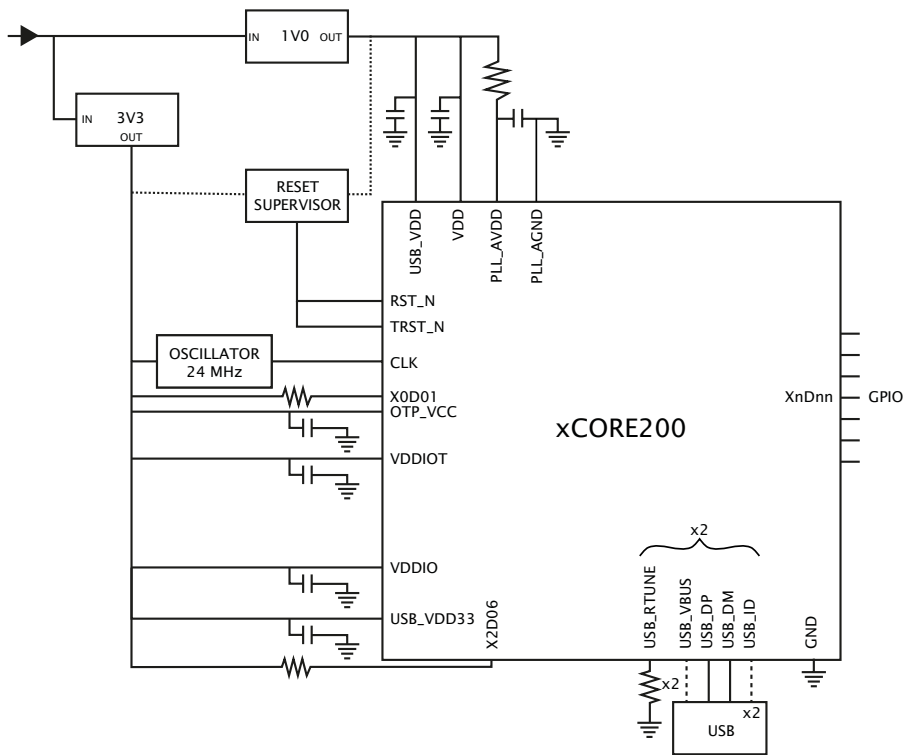 IN 1V0 OUT
IN 3V3
OUT
RESET
SUPERVISOR
USB_VDD
VDD
PLL_AVDD
PLL_AGND
RST_N
TRST_N
OSCILLATOR
24 MHz
CLK
X0D01
OTP_VCC
XnDnn GPIO
xCORE200
VDDIOT
x2
VDDIO
USB_VDD33
X2D06
USB_RTUNE
USB_VBUS
USB_DP
USB_DM
USB_ID
GND
x2
x2
USB